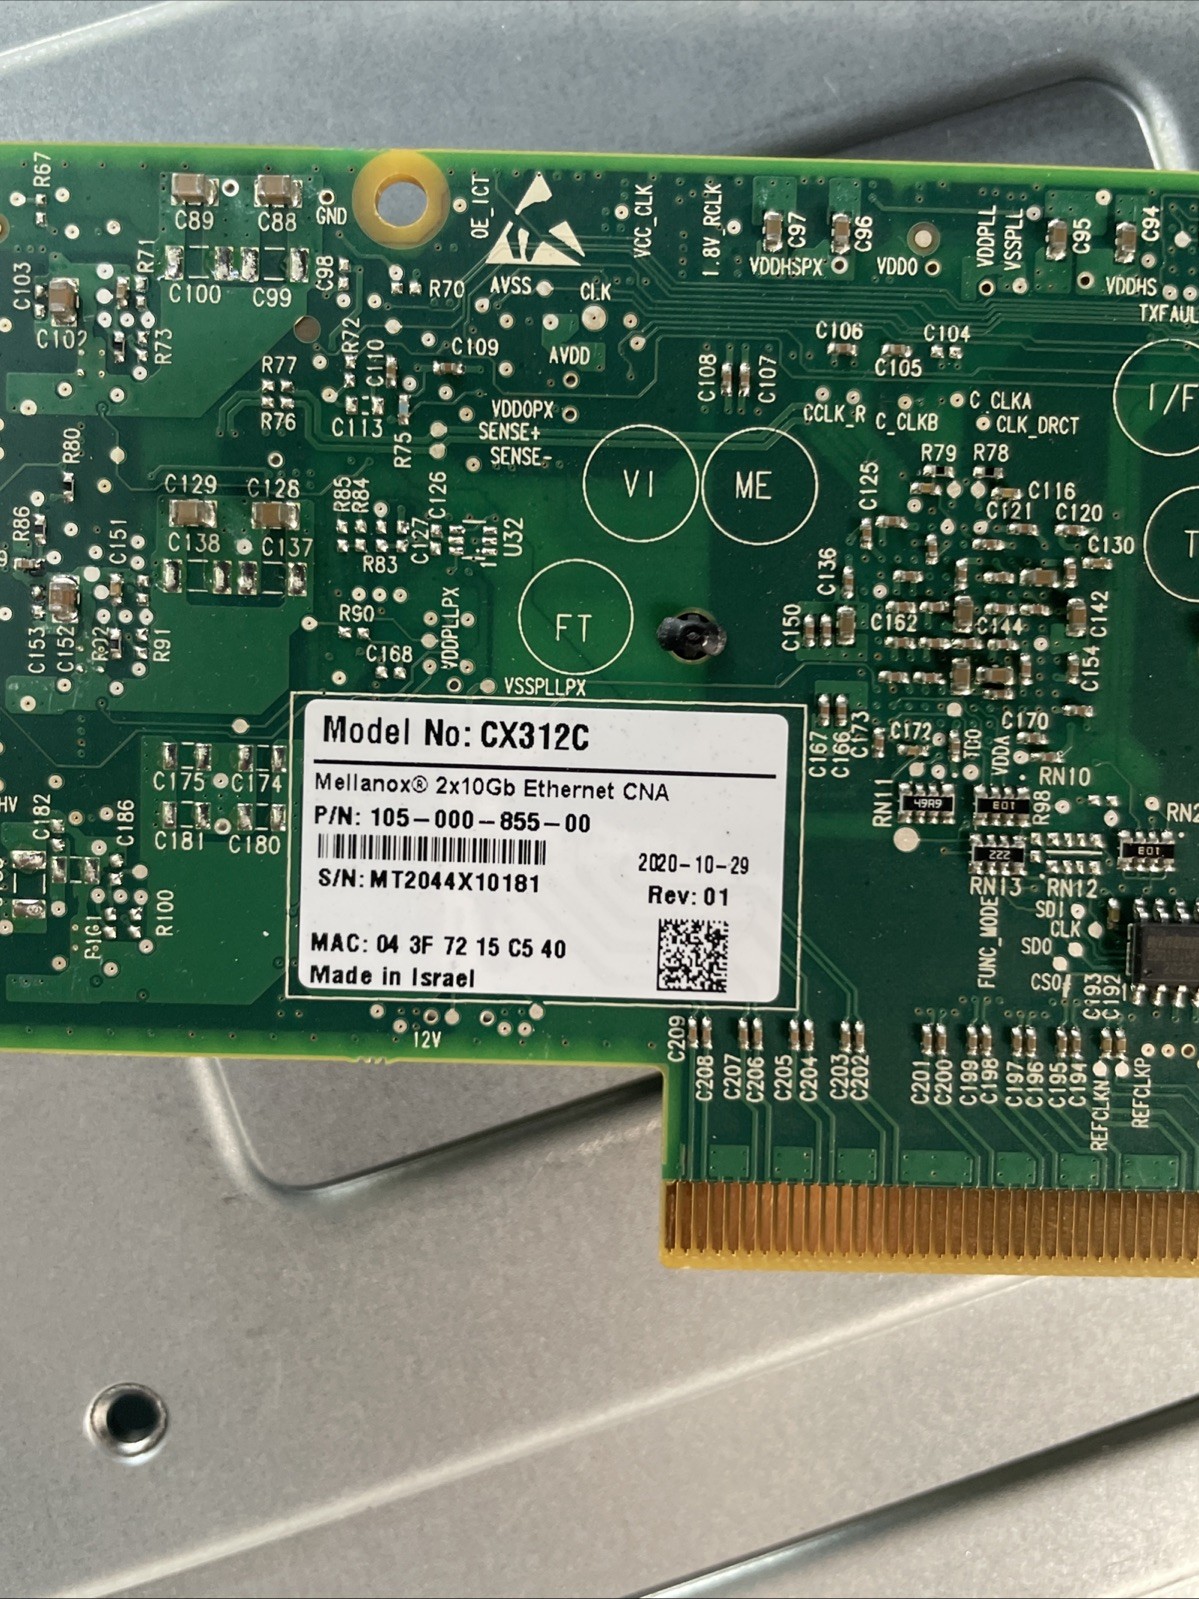 R67
C89
C88
GND
OE_ICT
VCC_CLK
1.8V_RCLK
C97
C96
VDDPLL
VSSPLL
C95
C94
VDDHSPX
VDDO
VDDHS
TXFAUL
C103
C102
R71
R73
C100
C99
C98
R70
AVSS
CLK
AVDD
R72
C110
C109
C106
C104
C105
C108
C107
I/F
R77
R76
C113
R75
VDDOPX
SENSE+
SENSE-
CCLK_R
C_CLKB
C_CLKA
CLK_DRCT
R80
R79
R78
VI
ME
C125
C116
C121
C120
C130
C129
C128
C138
C137
R85
R84
R83
C127
C126
U32
R86
C151
C136
C153
C152
R92
R91
R90
C168
VDDPLLPX
FT
C150
C162
C144
C142
C154
VSSPLLPX
Model No: CX312C
Mellanox® 2x10Gb Ethernet CNA
P/N: 105-000-855-00
2020-10-29
S/N: MT2044X10181
Rev: 01
MAC: 04 3F 72 15 C5 40
Made in Israel
C167
C166
C173
C172
C170
VDDA
RN11
49R9
108
R98
RN10
222
RN13
RN12
108
C175
C174
C181
C180
HV
C182
C186
R100
12V
SDI
CLK
SDO
CSO
FUNC_MODE
C193
C192
C209
C208
C207
C206
C205
C204
C203
C202
C201
C200
C199
C198
C197
C196
C195
C194
REFCLKN
REFCLKP